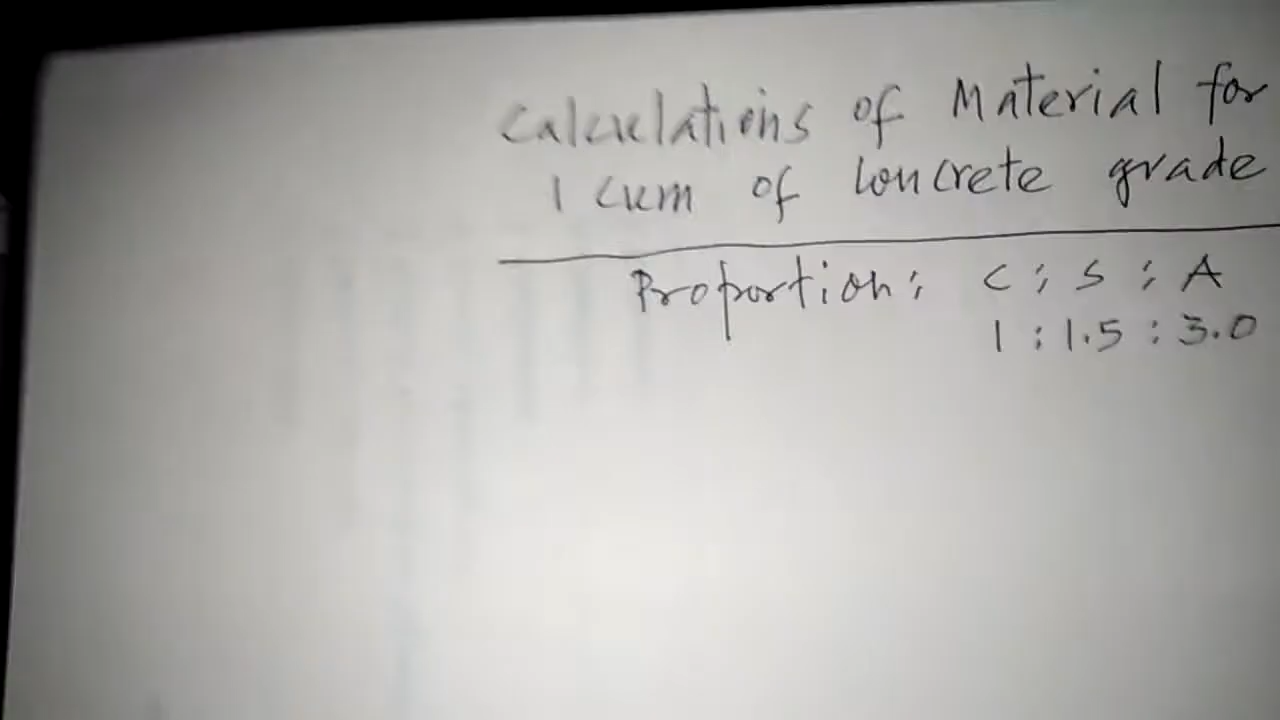 Calculations of Material for
1 cum of concrete grade
Proportion: C : S : A
1 : 1.5 : 3.0